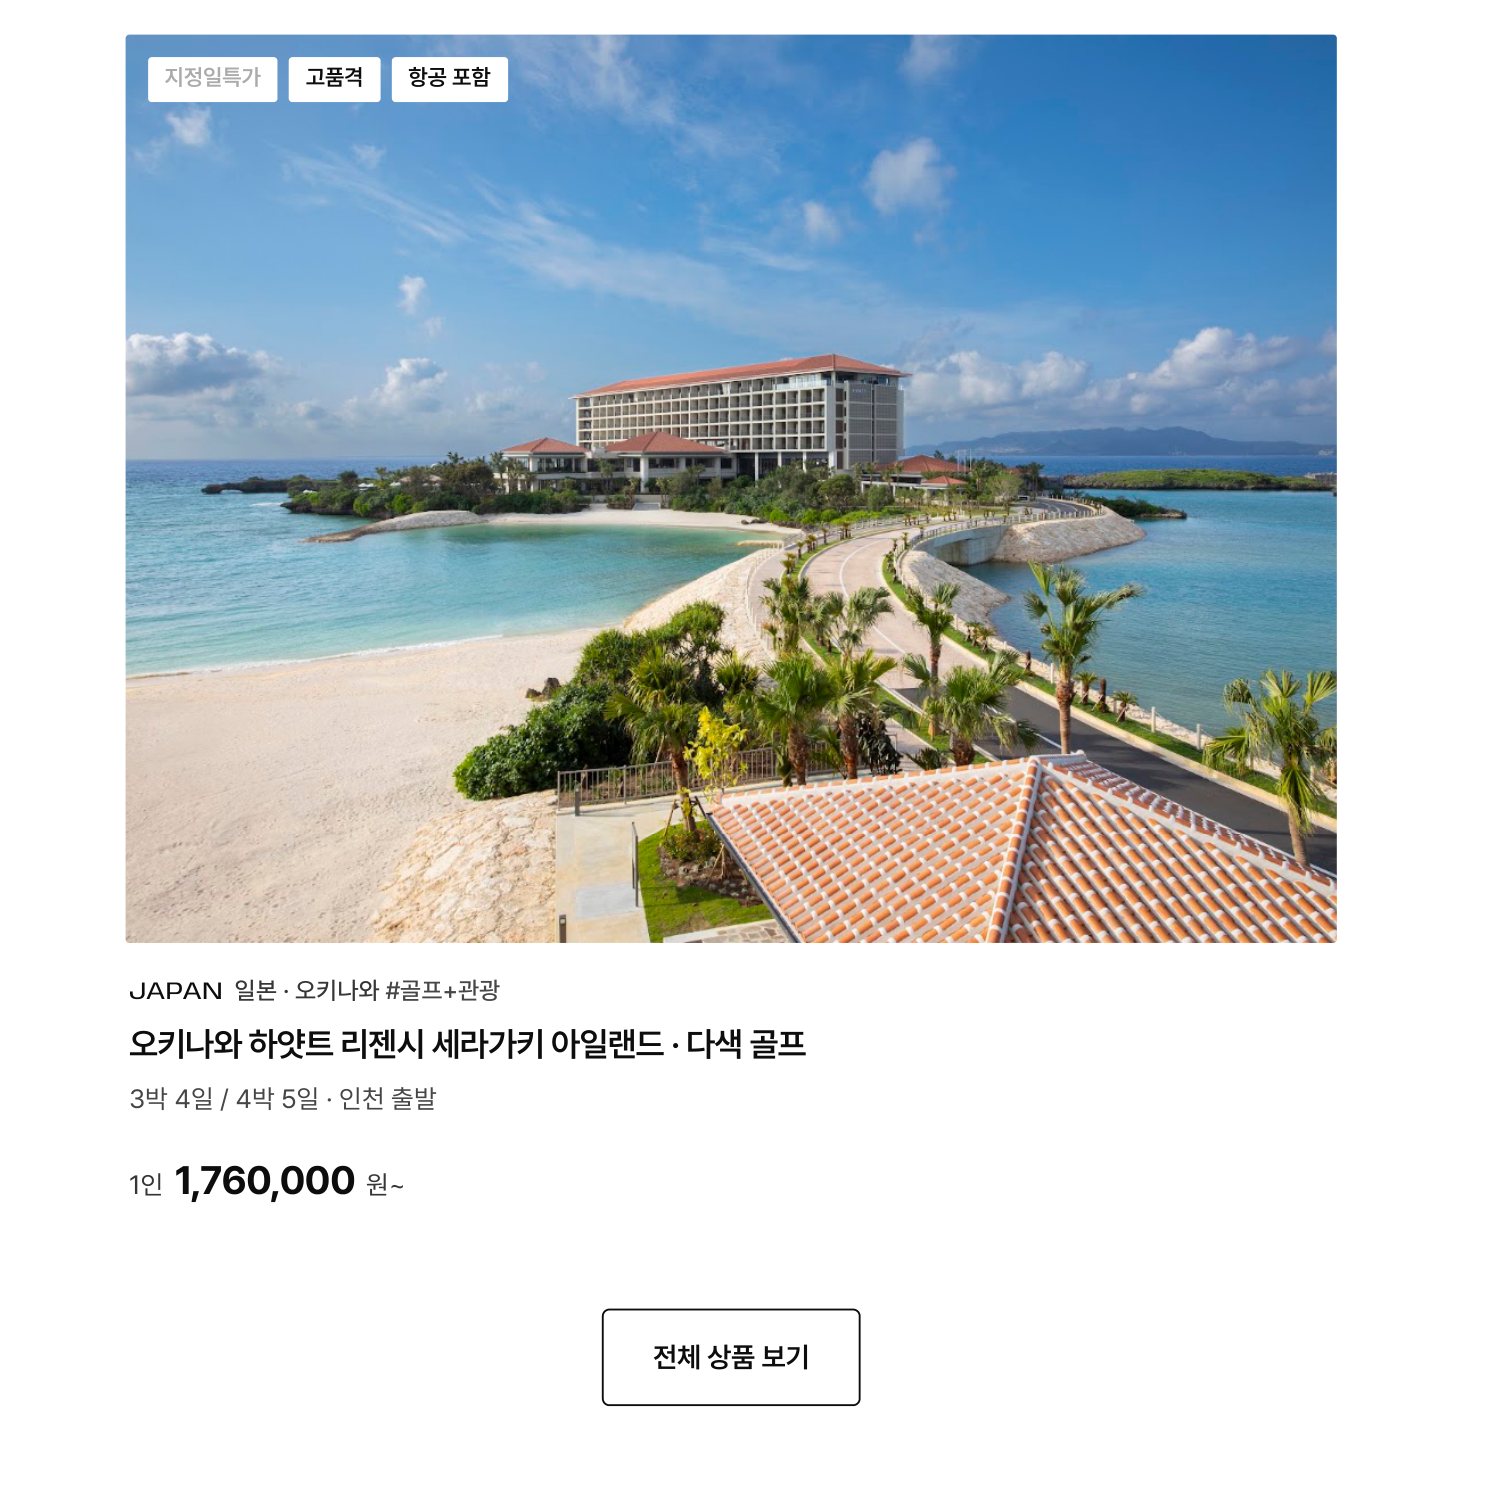 지정일특가 고품격 항공 포함
JAPAN 일본 · 오키나와 #골프+관광
오키나와 하얏트 리젠시 세라가키 아일랜드 · 다색 골프
3박 4일 / 4박 5일 · 인천 출발
1인 1,760,000 원~
전체 상품 보기